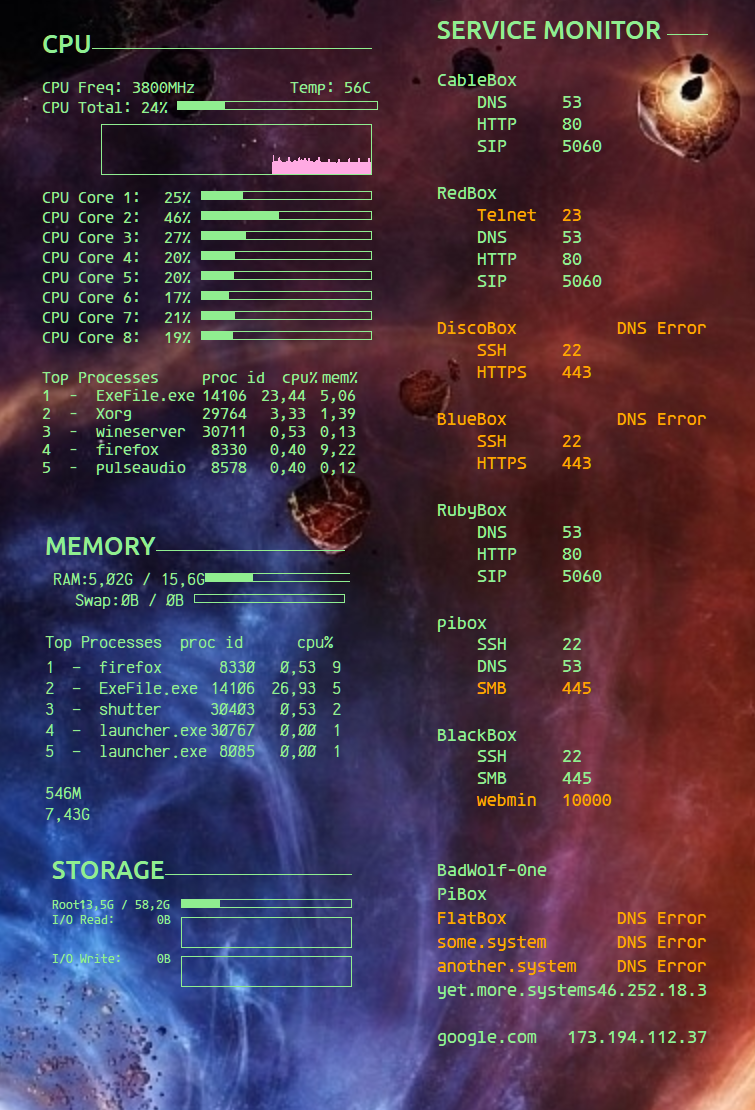 CPU
CPU Freq: 3800MHz Temp: 56C
CPU Total: 24%
CPU Core 1: 25%
CPU Core 2: 46%
CPU Core 3: 27%
CPU Core 4: 20%
CPU Core 5: 20%
CPU Core 6: 17%
CPU Core 7: 21%
CPU Core 8: 19%
Top Processes proc id cpu% mem%
1 - ExeFile.exe 14106 23,44 5,06
2 - Xorg 29764 3,33 1,39
3 - wineserver 30711 0,53 0,13
4 - firefox 8330 0,40 9,22
5 - pulseaudio 8578 0,40 0,12
MEMORY
RAM:5,02G / 15,6G
Swap:0B / 0B
Top Processes proc id cpu%
1 - firefox 8330 0,53 9
2 - ExeFile.exe 14106 26,93 5
3 - shutter 30403 0,53 2
4 - launcher.exe 30767 0,00 1
5 - launcher.exe 8085 0,00 1
546M
7,43G
STORAGE
Root13,5G / 58,2G
I/O Read: 0B
I/O Write: 0B
SERVICE MONITOR
CableBox
DNS 53
HTTP 80
SIP 5060
RedBox
Telnet 23
DNS 53
HTTP 80
SIP 5060
DiscoBox DNS Error
SSH 22
HTTPS 443
BlueBox DNS Error
SSH 22
HTTPS 443
RubyBox
DNS 53
HTTP 80
SIP 5060
pibox
SSH 22
DNS 53
SMB 445
BlackBox
SSH 22
SMB 445
webmin 10000
BadWolf-One
PiBox
FlatBox DNS Error
some.system DNS Error
another.system DNS Error
yet.more.systems46.252.18.3
google.com 173.194.112.37